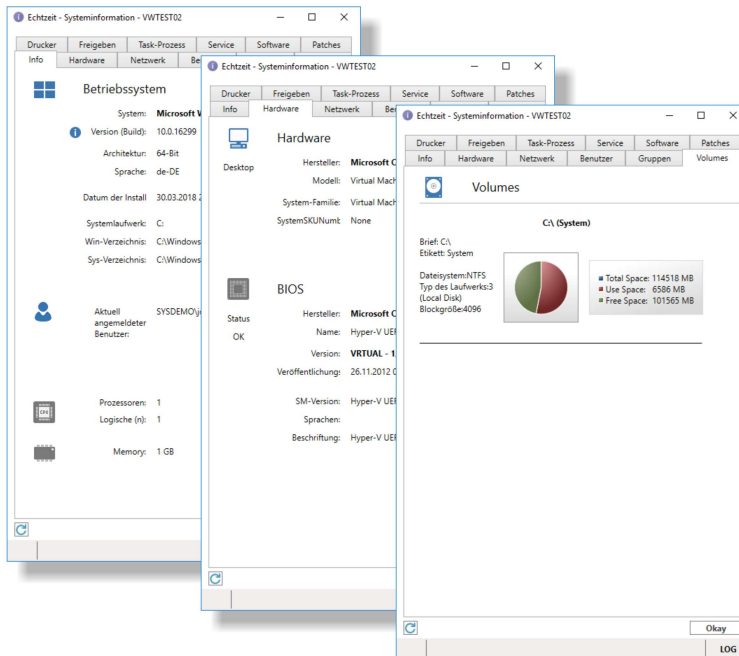 Echtzeit - Systeminformation - VWTEST02
Drucker Freigeben Task-Prozess Service Software Patches
Info Hardware Netzwerk
Betriebssystem
System: Microsoft
Version (Build): 10.0.16299
Architektur: 64-Bit
Sprache: de-DE
Datum der Install 30.03.2018
Systemlaufwerk: C:
Win-Verzeichnis: C:\Windows
Sys-Verzeichnis: C:\Windows
Aktuell angemeldeter Benutzer: SYSDEMO\
Prozessoren: 1
Logische (n): 1
Memory: 1 GB
Echtzeit - Systeminformation - VWTEST02
Drucker Freigeben Task-Prozess Service Software Patches
Info Hardware Netzwerk
Hardware
Desktop
Hersteller: Microsoft
Modell: Virtual
System-Familie: Virtual
SystemSKUNumb None
BIOS
Status
OK
Hersteller: Microsoft
Name: Hyper-V
Version: VRTUAL - 1
Veröffentlichung: 26.11.2012
SM-Version: Hyper-V
Sprachen:
Beschriftung: Hyper-V
Echtzeit - Systeminformation - VWTEST02
Drucker Freigeben Task-Prozess Service Software Patches
Info Hardware Netzwerk Benutzer Gruppen Volumes
Volumes
C:\ (System)
Brief: C:\
Etikett: System
Dateisystem:NTFS
Typ des Laufwerks:3
(Local Disk)
Blockgröße:4096
Total Space: 114518 MB
Use Space: 6586 MB
Free Space: 101565 MB
Okay
LOG